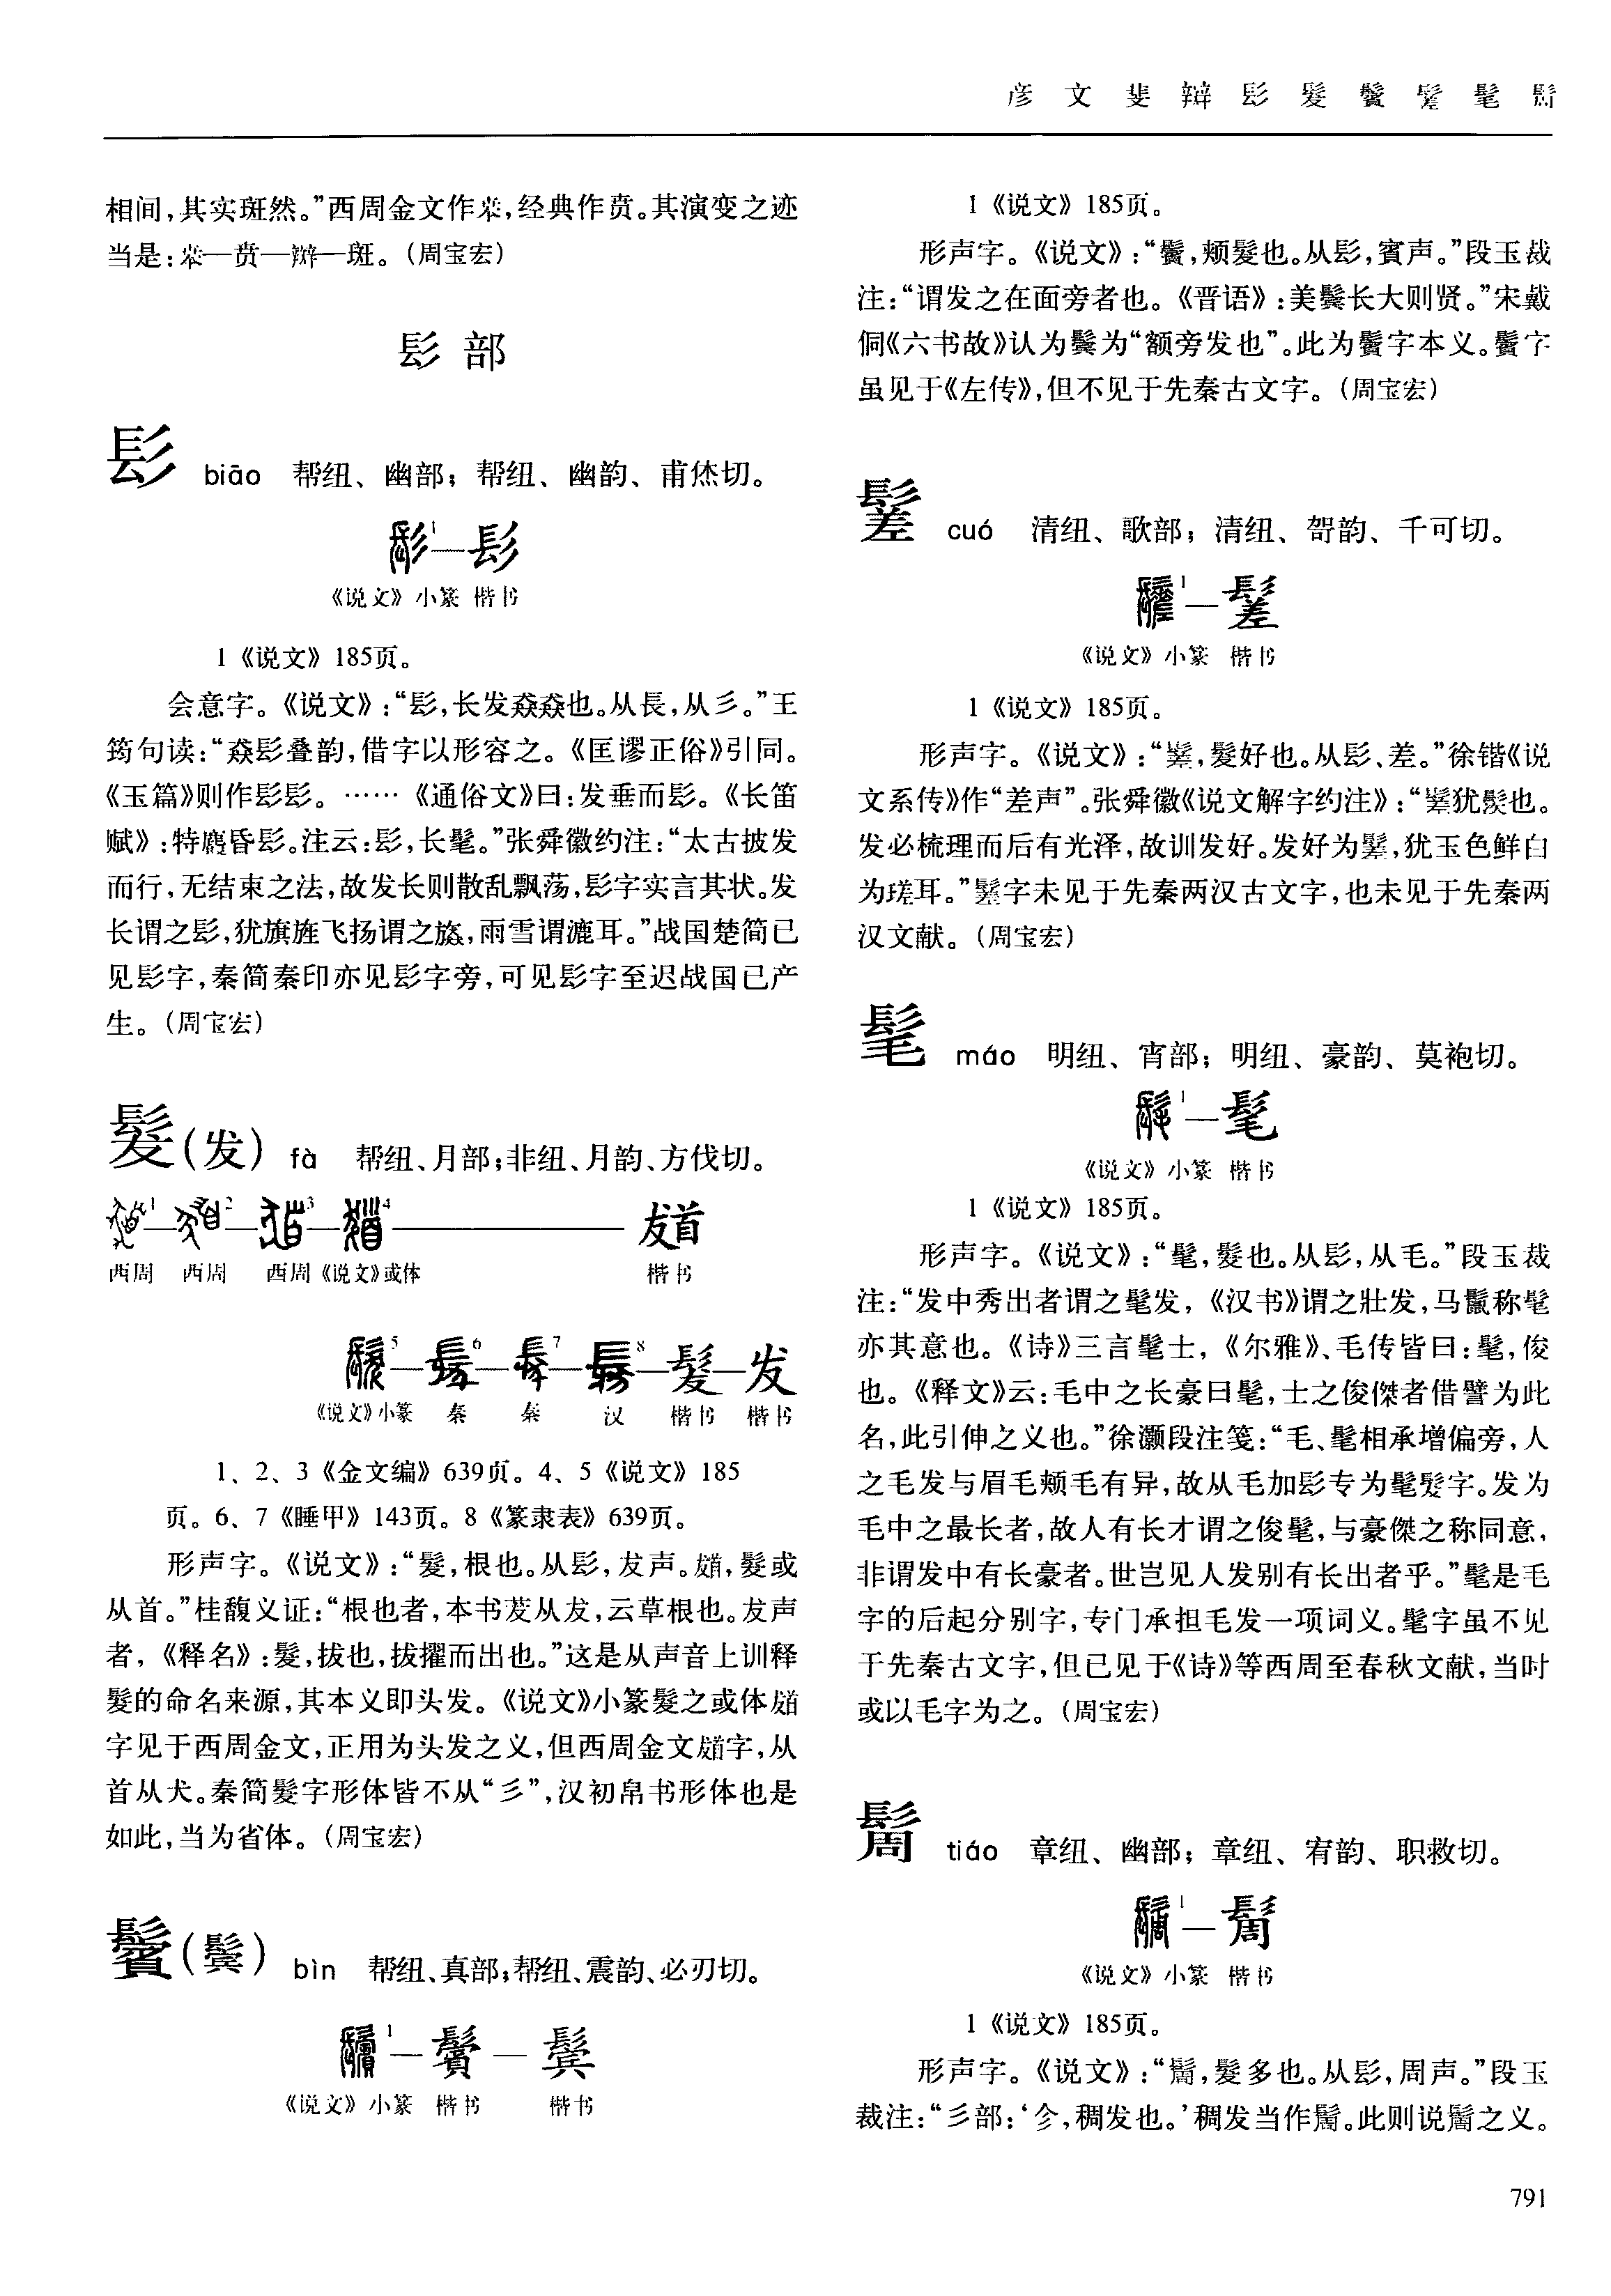 彦 文 斐 辬 髟 髮 鬢 鬊 髦 鬋
相间,其实斑然。”西周金文作𠦪,经典作贲。其演变之迹
当是:𠦪—贲—辬—斑。(周宝宏)
髟 部
髟 biāo 帮纽、幽部;帮纽、幽韵、甫烋切。
髟1—髟
《说文》小篆 楷书
1《说文》185页。
会意字。《说文》:“髟,长发猋猋也。从長,从彡。”王
筠句读:“猋髟叠韵,借字以形容之。《匡谬正俗》引同。
《玉篇》则作髟髟。……《通俗文》曰:发垂而髟。《长笛
赋》:特麚昏髟。注云:髟,长髦。”张舜徽约注:“太古披发
而行,无结束之法,故发长则散乱飘荡,髟字实言其状。发
长谓之髟,犹旗旌飞扬谓之旚,雨雪谓瀌耳。”战国楚简已
见髟字,秦简秦印亦见髟字旁,可见髟字至迟战国已产
生。(周宝宏)
髮(发) fà 帮纽、月部;非纽、月韵、方伐切。
1—2—3—4—𩠙
西周 西周 西周《说文》或体 楷书
5—6—7—8—髮—发
《说文》小篆 秦 秦 汉 楷书 楷书
1、2、3《金文编》639页。4、5《说文》185
页。6、7《睡甲》143页。8《篆隶表》639页。
形声字。《说文》:“髮,根也。从髟,犮声。𩠙,髮或
从首。”桂馥义证:“根也者,本书茇从犮,云草根也。犮声
者,《释名》:髮,拔也,拔擢而出也。”这是从声音上训释
髮的命名来源,其本义即头发。《说文》小篆髮之或体𩠙
字见于西周金文,正用为头发之义,但西周金文𩠙字,从
首从犬。秦简髮字形体皆不从“彡”,汉初帛书形体也是
如此,当为省体。(周宝宏)
鬢(鬓) bìn 帮纽、真部;帮纽、震韵、必刃切。
1—鬢—鬓
《说文》小篆 楷书 楷书
1《说文》185页。
形声字。《说文》:“鬢,颊髮也。从髟,賓声。”段玉裁
注:“谓发之在面旁者也。《晋语》:美鬓长大则贤。”宋戴
侗《六书故》认为鬓为“额旁发也”。此为鬢字本义。鬢字
虽见于《左传》,但不见于先秦古文字。(周宝宏)
鬊 cuó 清纽、歌部;清纽、哿韵、千可切。
1—䰈
《说文》小篆 楷书
1《说文》185页。
形声字。《说文》:“䰈,髮好也。从髟、差。”徐锴《说
文系传》作“差声”。张舜徽《说文解字约注》:“䰈犹鬈也。
发必梳理而后有光泽,故训发好。发好为䰈,犹玉色鲜白
为瑳耳。”䰈字未见于先秦两汉古文字,也未见于先秦两
汉文献。(周宝宏)
髦 máo 明纽、宵部;明纽、豪韵、莫袍切。
1—髦
《说文》小篆 楷书
1《说文》185页。
形声字。《说文》:“髦,髮也。从髟,从毛。”段玉裁
注:“发中秀出者谓之髦发,《汉书》谓之壮发,马鬣称髦
亦其意也。《诗》三言髦士,《尔雅》、毛传皆曰:髦,俊
也。《释文》云:毛中之长豪曰髦,士之俊傑者借譬为此
名,此引伸之义也。”徐灏段注笺:“毛、髦相承增偏旁,人
之毛发与眉毛颊毛有异,故从毛加髟专为髦髮字。发为
毛中之最长者,故人有长才谓之俊髦,与豪傑之称同意,
非谓发中有长豪者。世岂见人发别有长出者乎。”髦是毛
字的后起分别字,专门承担毛发一项词义。髦字虽不见
于先秦古文字,但已见于《诗》等西周至春秋文献,当时
或以毛字为之。(周宝宏)
鬜 tiáo 章纽、幽部;章纽、宥韵、职救切。
1—䯾
《说文》小篆 楷书
1《说文》185页。
形声字。《说文》:“䯾,髮多也。从髟,周声。”段玉
裁注:“彡部:‘㐱,稠发也。’稠发当作䯾。此则说䯾之义。
791